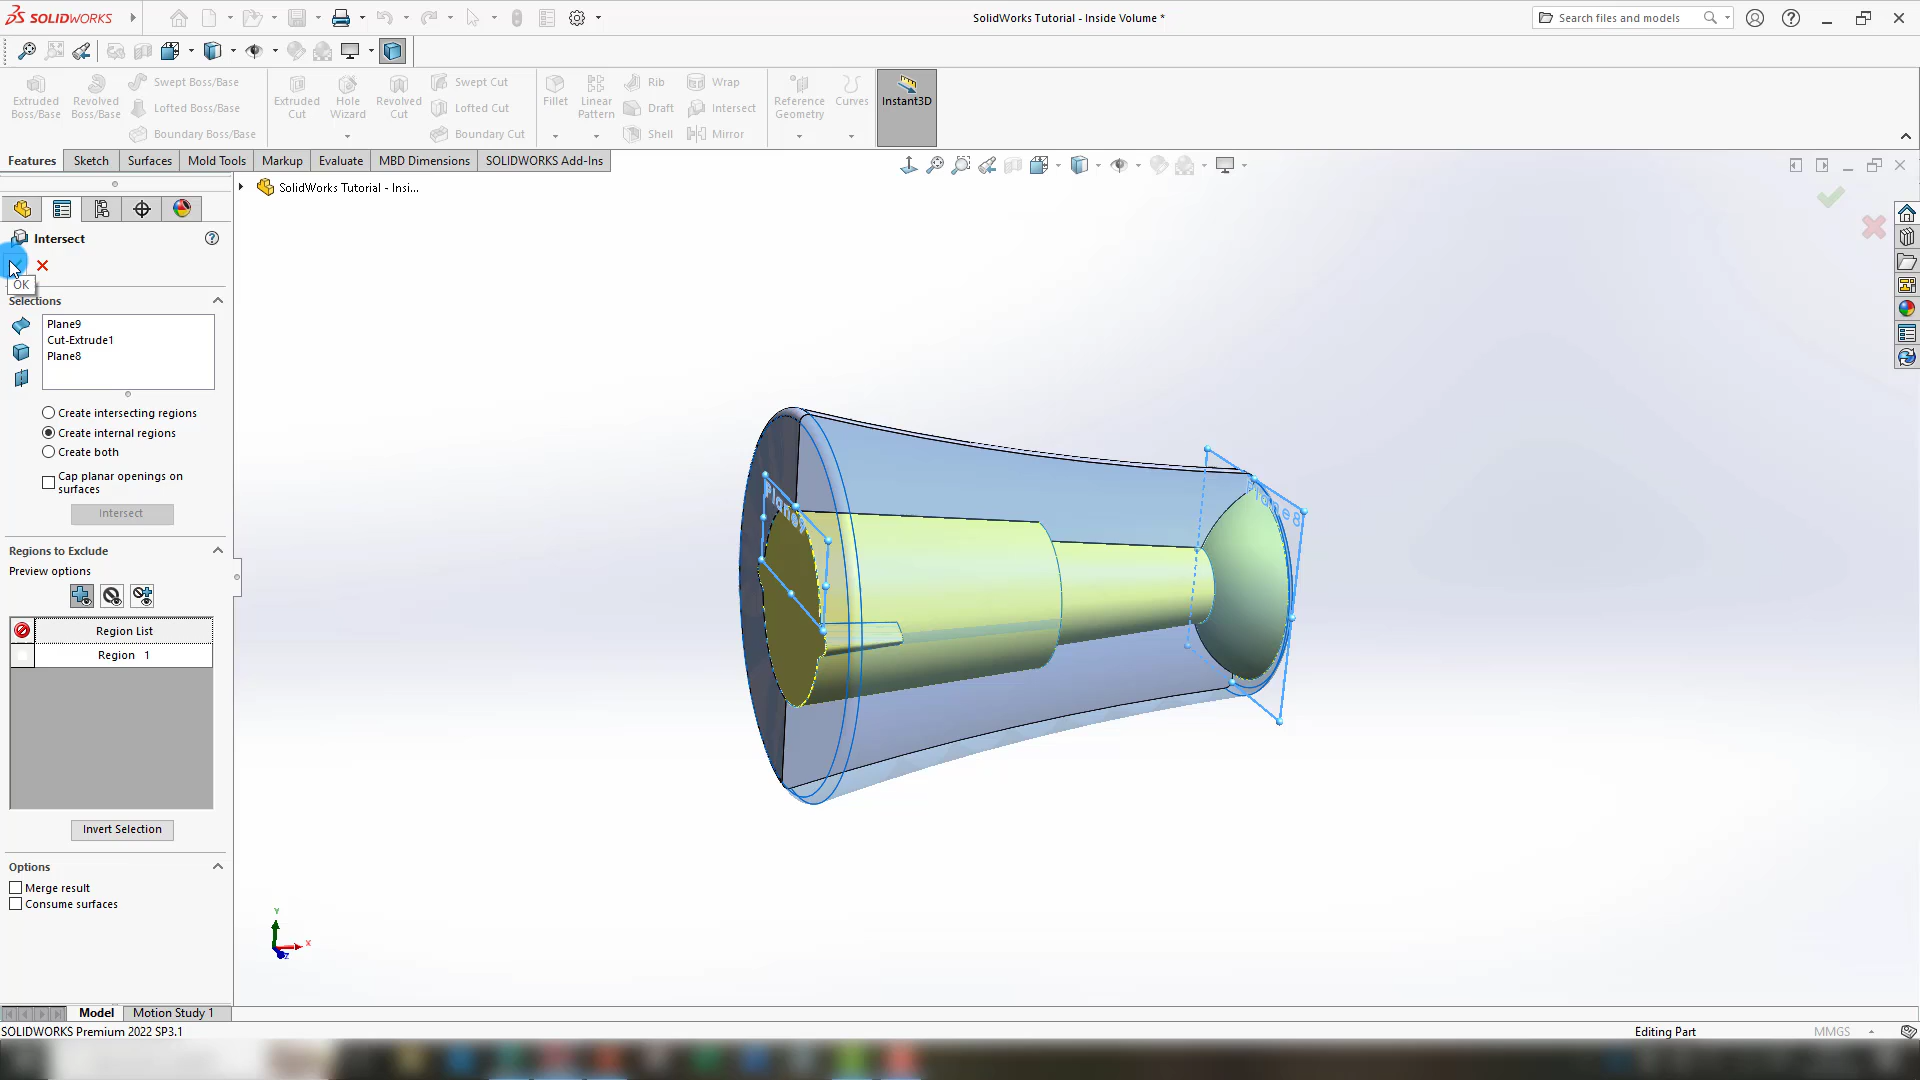 SOLIDWORKS
SolidWorks Tutorial - Inside Volume *
Search files and models
Extruded Boss/Base
Revolved Boss/Base
Swept Boss/Base
Lofted Boss/Base
Boundary Boss/Base
Extruded Cut
Hole Wizard
Revolved Cut
Swept Cut
Lofted Cut
Boundary Cut
Fillet
Linear Pattern
Rib
Draft
Shell
Wrap
Intersect
Mirror
Reference Geometry
Curves
Instant3D
Features
Sketch
Surfaces
Mold Tools
Markup
Evaluate
MBD Dimensions
SOLIDWORKS Add-Ins
SolidWorks Tutorial - Insi...
Intersect
OK
Selections
Plane9
Cut-Extrude1
Plane8
Create intersecting regions
Create internal regions
Create both
Cap planar openings on
surfaces
Intersect
Regions to Exclude
Preview options
Region List
Region 1
Invert Selection
Options
Merge result
Consume surfaces
Plane8
Y
X
Z
Model
Motion Study 1
SOLIDWORKS Premium 2022 SP3.1
Editing Part
MMGS